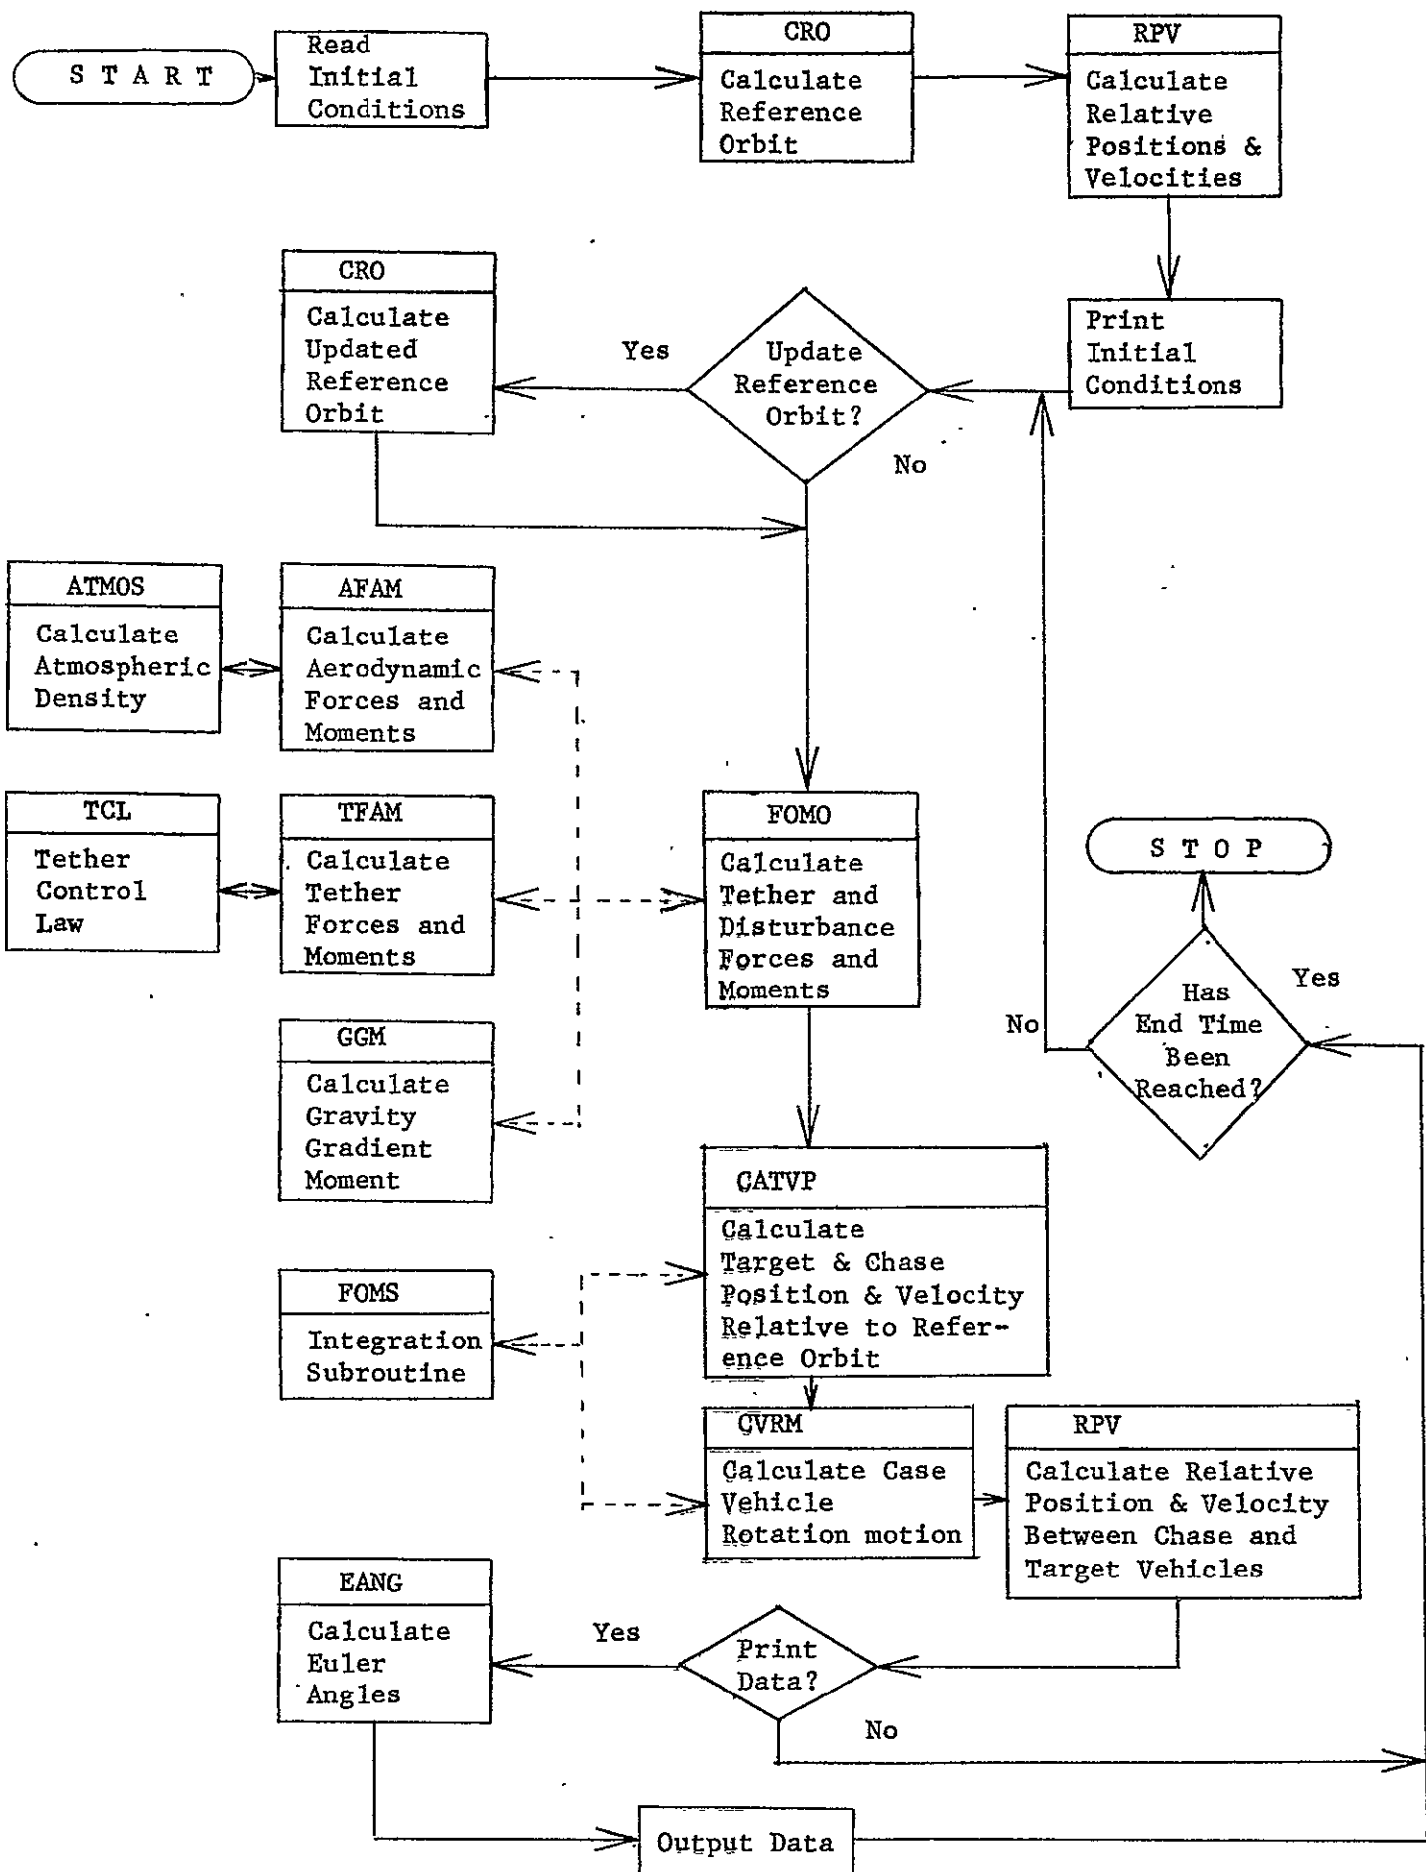 S T A R T
Read
Initial
Conditions
CRO
Calculate
Reference
Orbit
RPV
Calculate
Relative
Positions &
Velocities
CRO
Calculate
Updated
Reference
Orbit
Yes
Update
Reference
Orbit?
No
Print
Initial
Conditions
ATMOS
Calculate
Atmospheric
Density
AFAM
Calculate
Aerodynamic
Forces and
Moments
TCL
Tether
Control
Law
TFAM
Calculate
Tether
Forces and
Moments
FOMO
Calculate
Tether and
Disturbance
Forces and
Moments
S T O P
Has
End Time
Been
Reached?
Yes
No
GGM
Calculate
Gravity
Gradient
Moment
CATVP
Calculate
Target & Chase
Position & Velocity
Relative to Refer-
ence Orbit
FOMS
Integration
Subroutine
CVRM
Calculate Case
Vehicle
Rotation motion
RPV
Calculate Relative
Position & Velocity
Between Chase and
Target Vehicles
EANG
Calculate
Euler
Angles
Yes
Print
Data?
No
Output Data